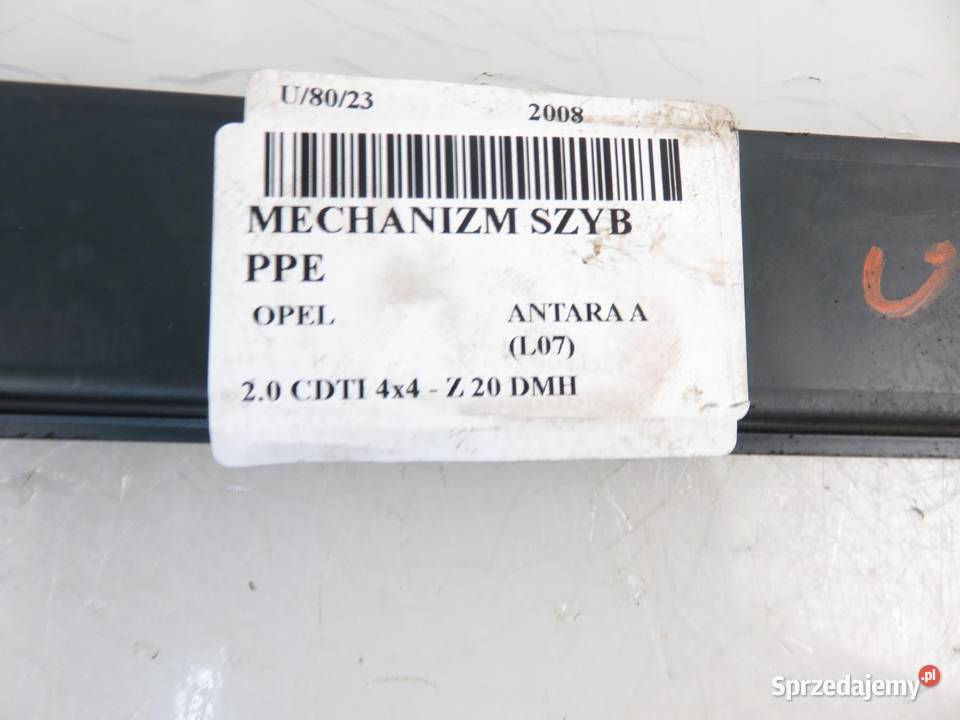 U/80/23 2008
MECHANIZM SZYB
PPE
OPEL ANTARA A
(L07)
2.0 CDTI 4x4 - Z 20 DMH
U
Sprzedajemy.pl